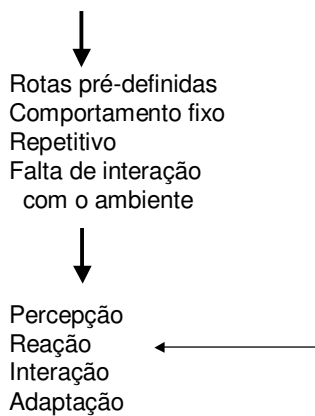 Rotas pré-definidas
Comportamento fixo
Repetitivo
Falta de interação
com o ambiente
Percepção
Reação
Interação
Adaptação